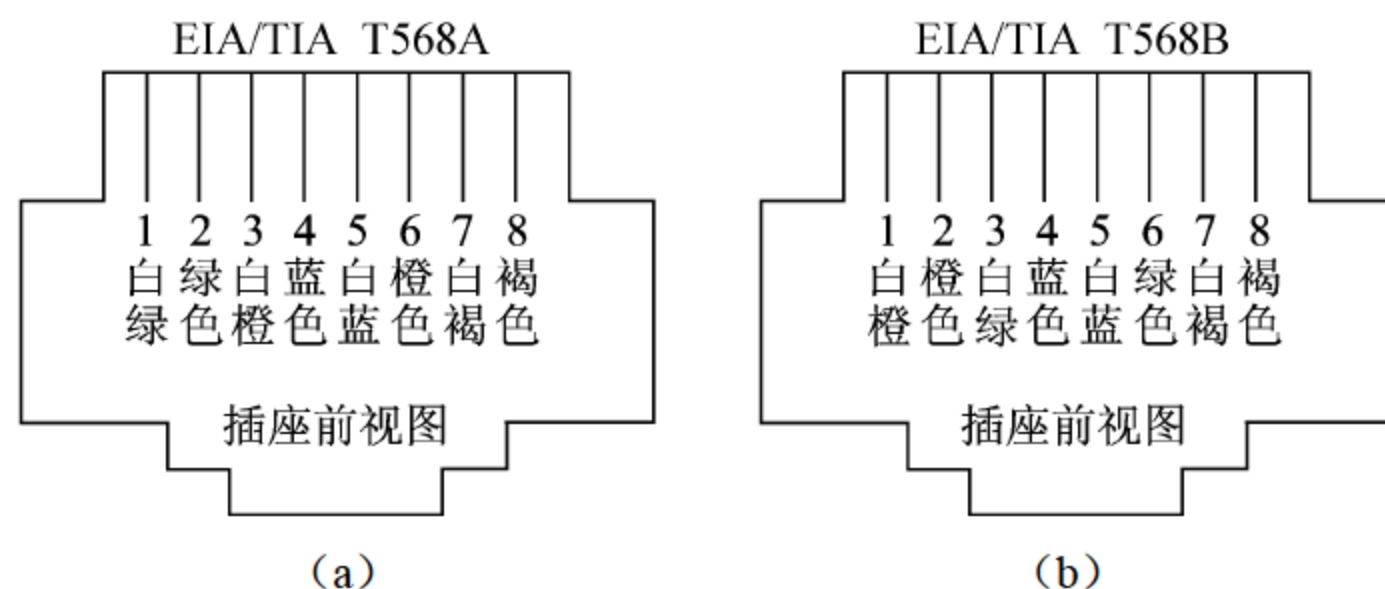 EIA/TIA T568A
1 2 3 4 5 6 7 8
白 绿 白 蓝 白 橙 白 褐
绿 色 橙 色 蓝 色 褐 色
插座前视图
(a)
EIA/TIA T568B
1 2 3 4 5 6 7 8
白 橙 白 蓝 白 绿 白 褐
橙 色 绿 色 蓝 色 褐 色
插座前视图
(b)